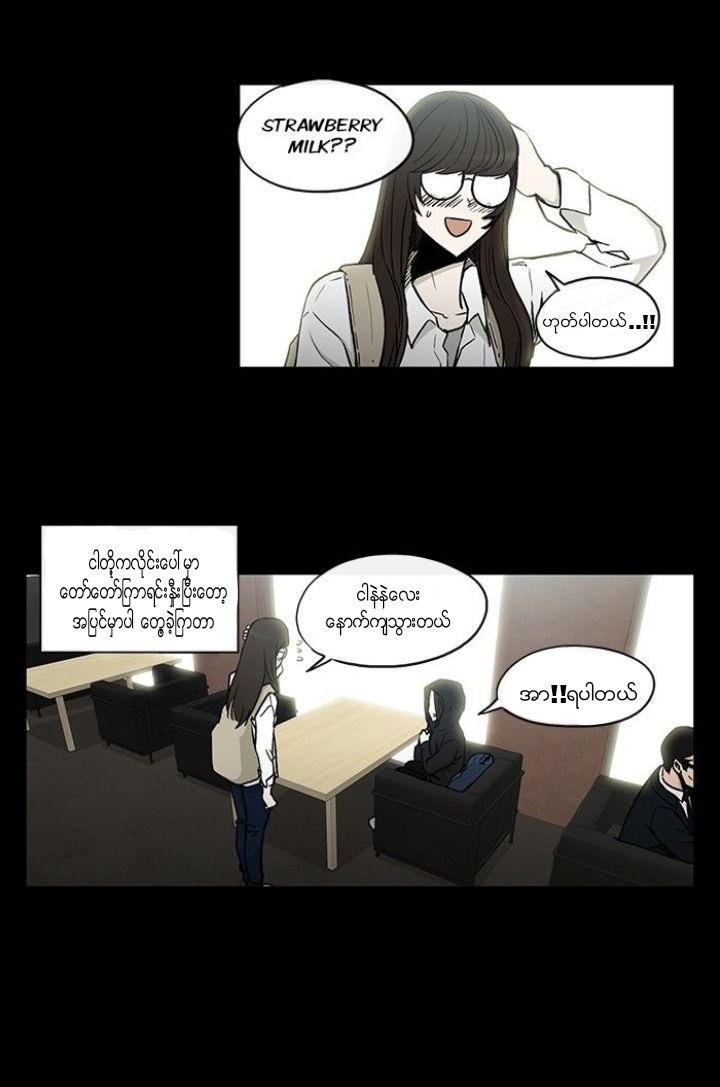 STRAWBERRY
MILK??
ဟုတ်ပါတယ်..!!
ငါတို့ကလိုင်းပေါ်မှာ
တော်တော်ကြာရင်းနှီးပြီးတော့
အပြင်မှာပါ တွေ့ခဲ့ကြတာ
ငါနဲနဲလေး
နောက်ကျသွားတယ်
အာ!!ရပါတယ်